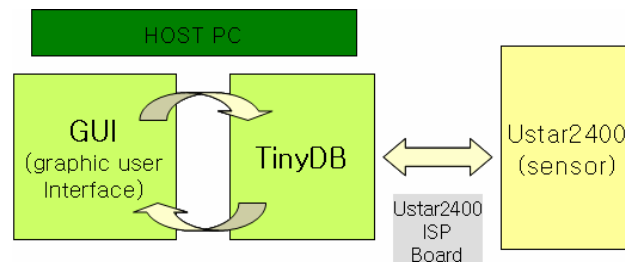 HOST PC
GUI
(graphic user
Interface)
TinyDB
Ustar2400
ISP
Board
Ustar2400
(sensor)